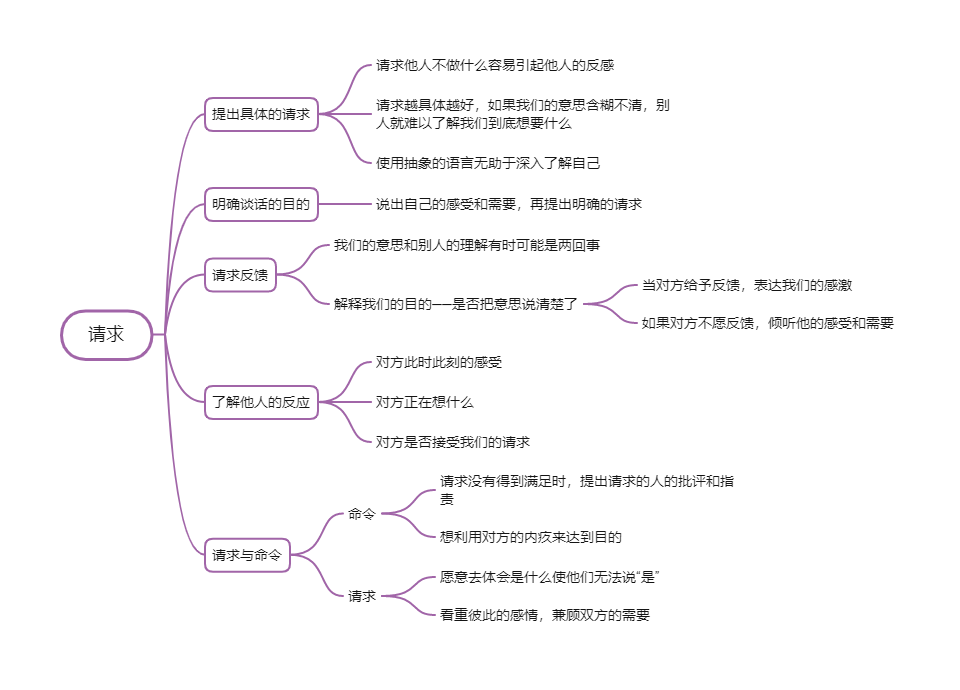 请求
提出具体的请求
请求他人不做什么容易引起他人的反感
请求越具体越好，如果我们的意思含糊不清，别
人就难以了解我们到底想要什么
使用抽象的语言无助于深入了解自己
明确谈话的目的
说出自己的感受和需要，再提出明确的请求
请求反馈
我们的意思和别人的理解有时可能是两回事
解释我们的目的——是否把意思说清楚了
当对方给予反馈，表达我们的感激
如果对方不愿反馈，倾听他的感受和需要
了解他人的反应
对方此时此刻的感受
对方正在想什么
对方是否接受我们的请求
请求与命令
命令
请求没有得到满足时，提出请求的人的批评和指
责
想利用对方的内疚来达到目的
请求
愿意去体会是什么使他们无法说“是”
看重彼此的感情，兼顾双方的需要